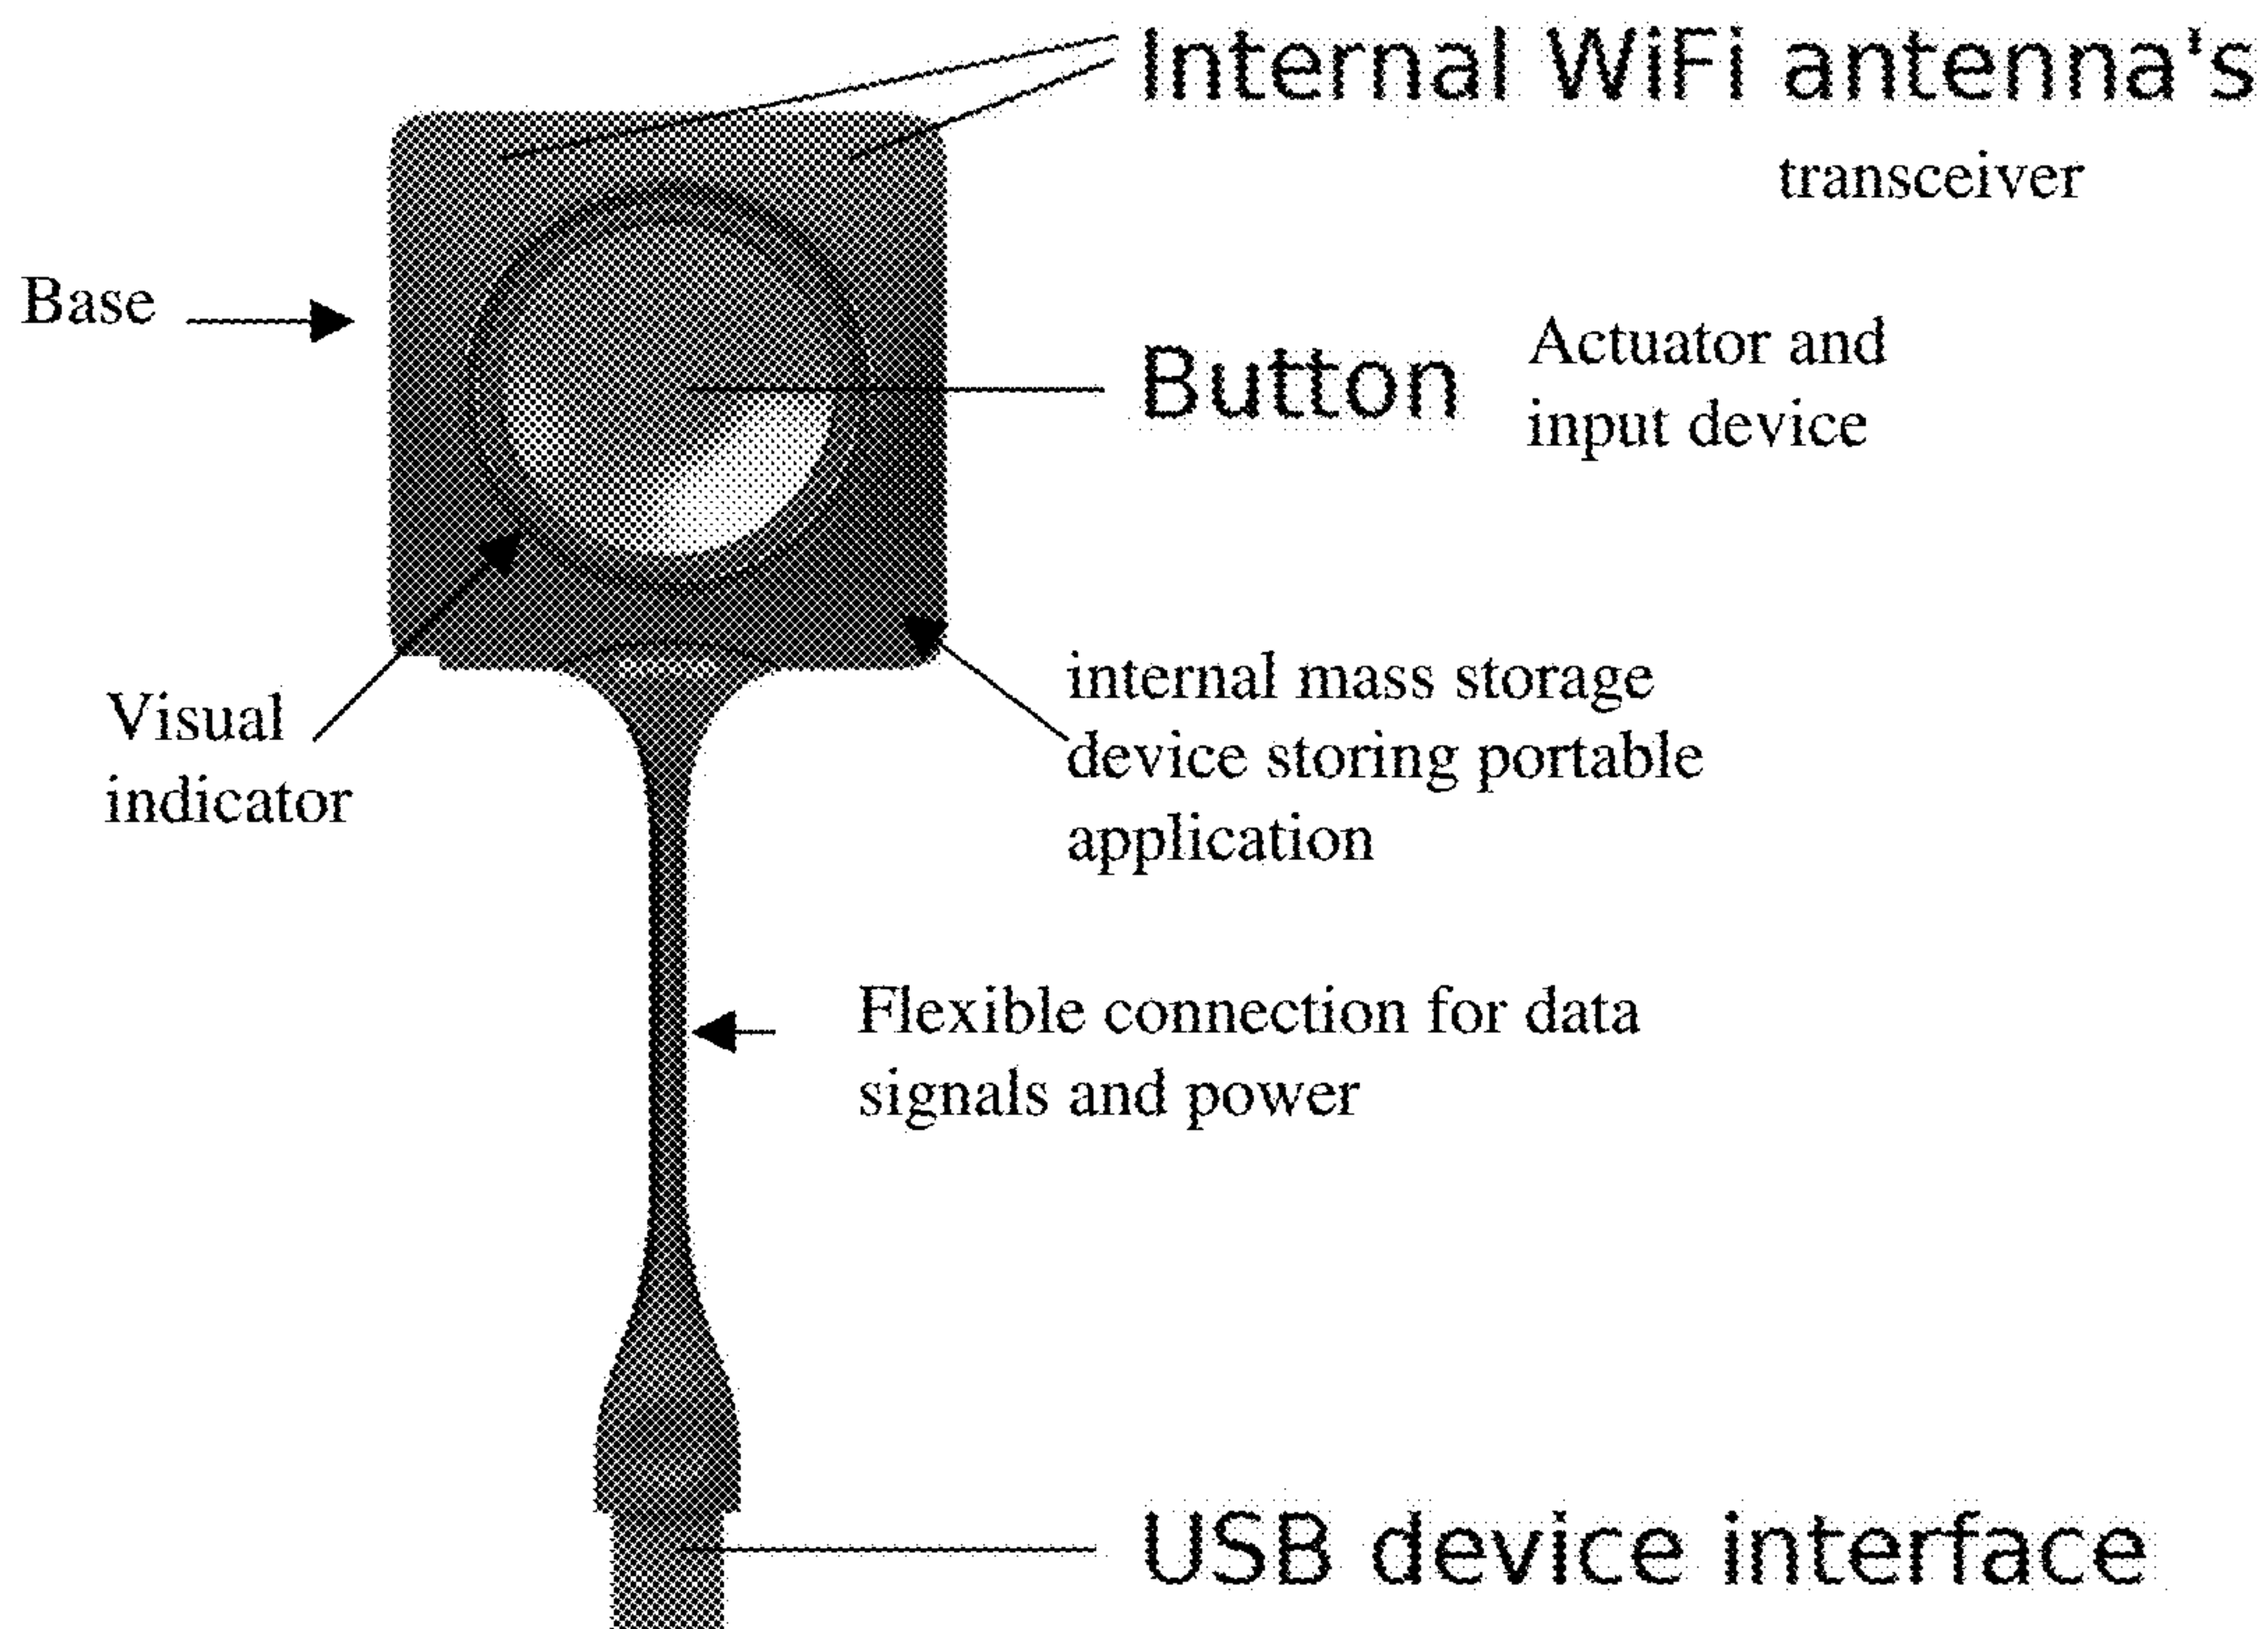 Internal WiFi antenna's
transceiver
Base
Button
Actuator and
input device
Visual
indicator
internal mass storage
device storing portable
application
Flexible connection for data
signals and power
USB device interface